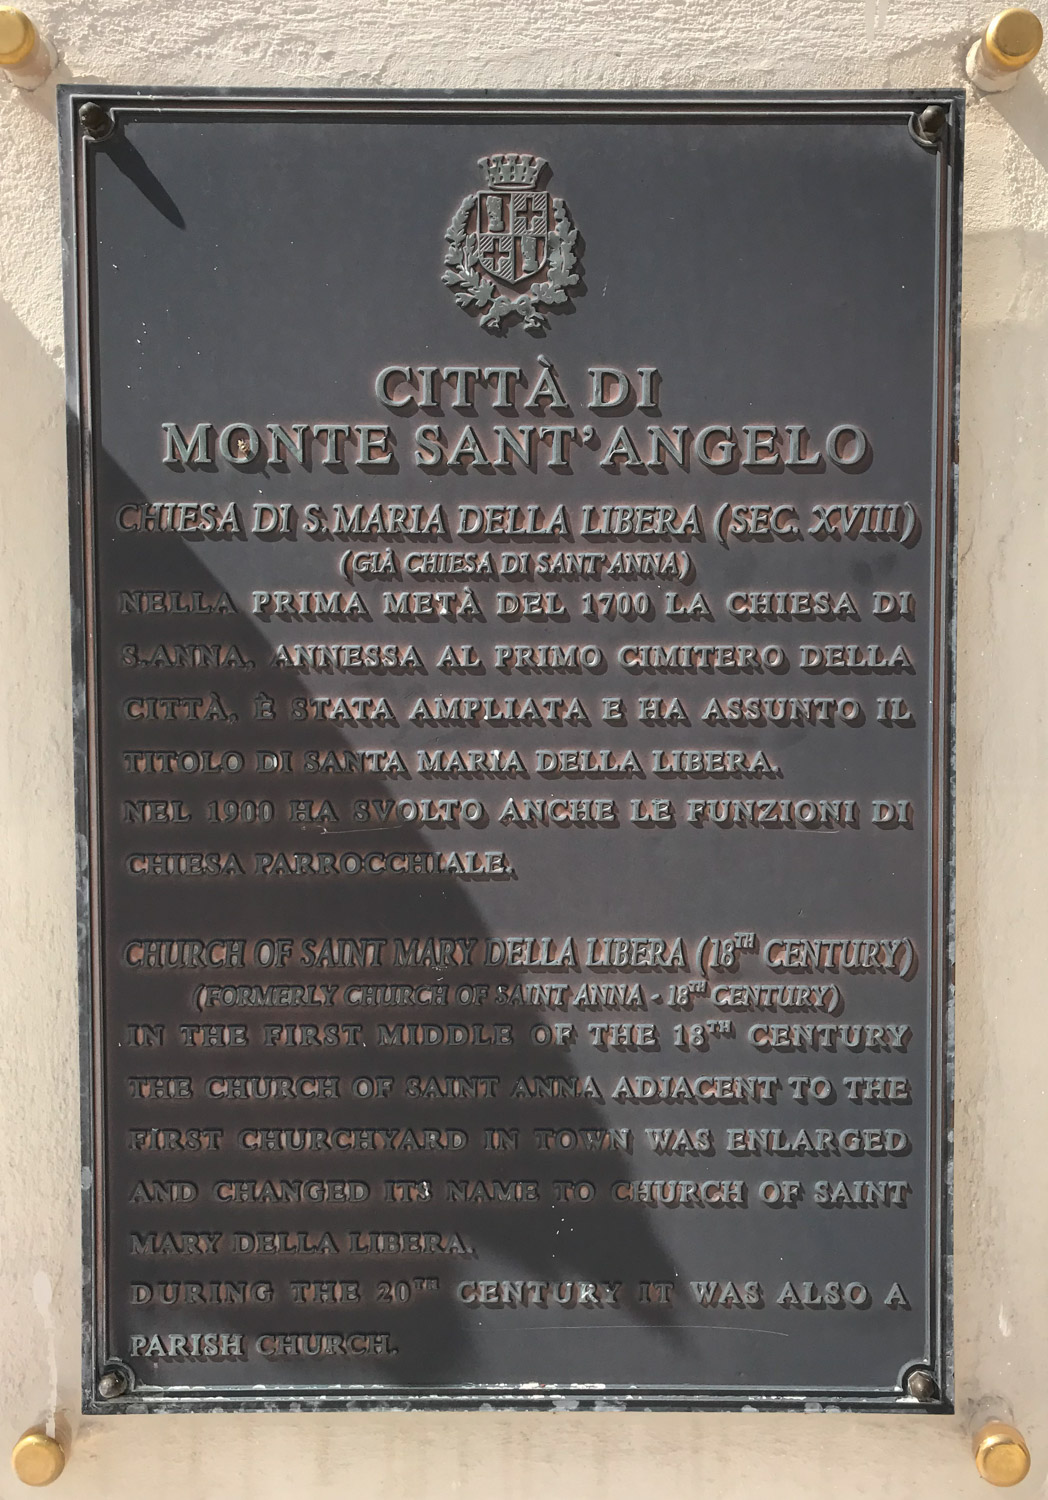 CITTÀ DI
MONTE SANT'ANGELO
CHIESA DI S.MARIA DELLA LIBERA (SEC. XVIII)
(GIÀ CHIESA DI SANT'ANNA)
NELLA PRIMA METÀ DEL 1700 LA CHIESA DI
S.ANNA, ANNESSA AL PRIMO CIMITERO DELLA
CITTÀ, È STATA AMPLIATA E HA ASSUNTO IL
TITOLO DI SANTA MARIA DELLA LIBERA.
NEL 1900 HA SVOLTO ANCHE LE FUNZIONI DI
CHIESA PARROCCHIALE.
CHURCH OF SAINT MARY DELLA LIBERA (18TH CENTURY)
(FORMERLY CHURCH OF SAINT ANNA - 18TH CENTURY)
IN THE FIRST MIDDLE OF THE 18TH CENTURY
THE CHURCH OF SAINT ANNA ADJACENT TO THE
FIRST CHURCHYARD IN TOWN WAS ENLARGED
AND CHANGED ITS NAME TO CHURCH OF SAINT
MARY DELLA LIBERA.
DURING THE 20TH CENTURY IT WAS ALSO A
PARISH CHURCH.